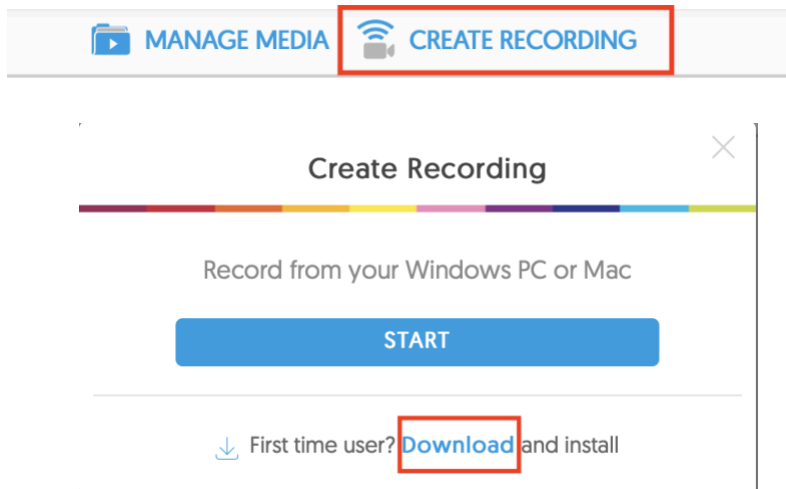 MANAGE MEDIA CREATE RECORDING
Create Recording
Record from your Windows PC or Mac
START
First time user? Download and install